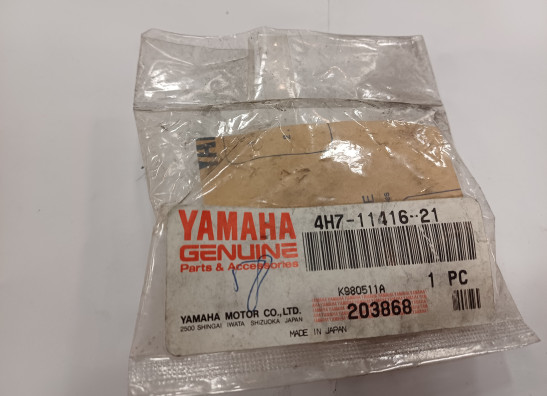 YAMAHA
GENUINE
Parts & Accessories
4H7-11416-21
K980511A
1 PC
203868
YAMAHA MOTOR CO., LTD.
2500 SHINGAI IWATA SHIZUOKA JAPAN
MADE IN JAPAN